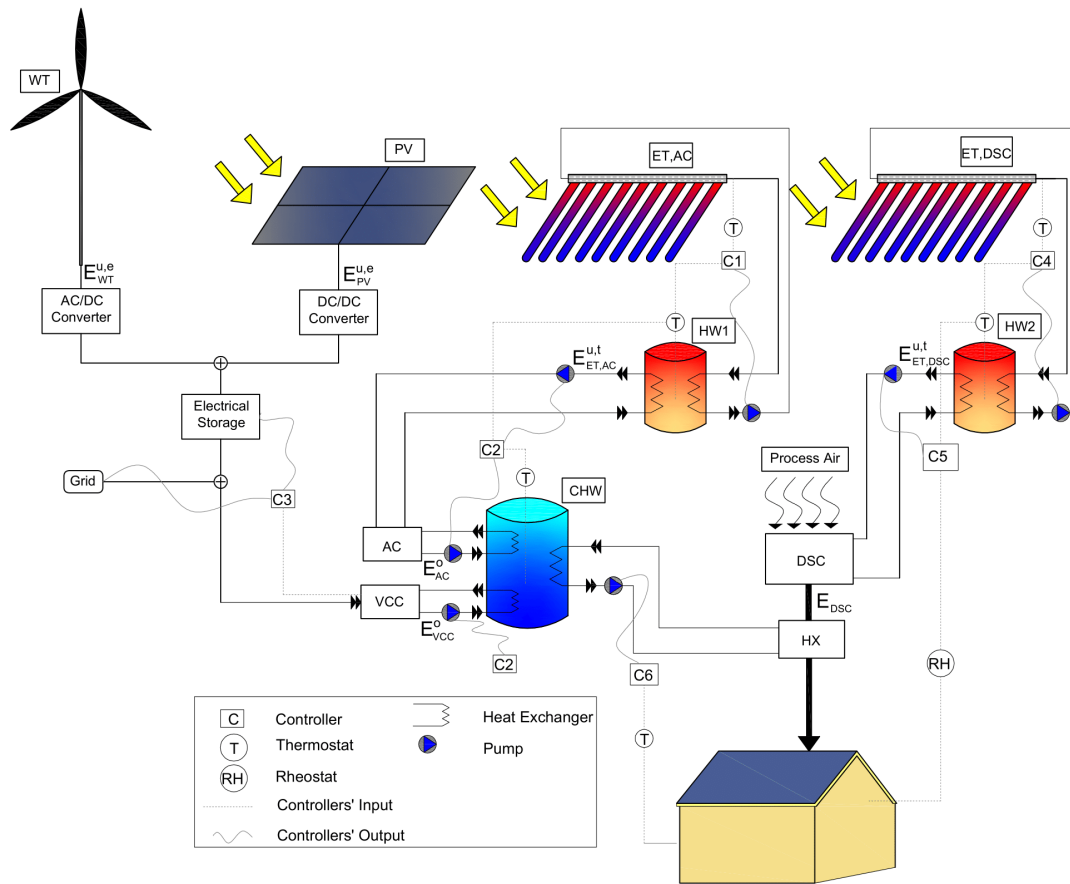 WT
PV
ET,AC
ET,DSC
T
T
C1
C4
E u,e WT
E u,e PV
AC/DC
Converter
DC/DC
Converter
T
HW1
T
HW2
E u,t ET,AC
E u,t ET,DSC
Electrical
Storage
C2
C5
Process Air
Grid
T
CHW
C3
AC
E o AC
DSC
VCC
E DSC
E o VCC
HX
C2
C6
RH
C Controller
Heat Exchanger
T Thermostat
Pump
RH Rheostat
Controllers' Input
Controllers' Output
T